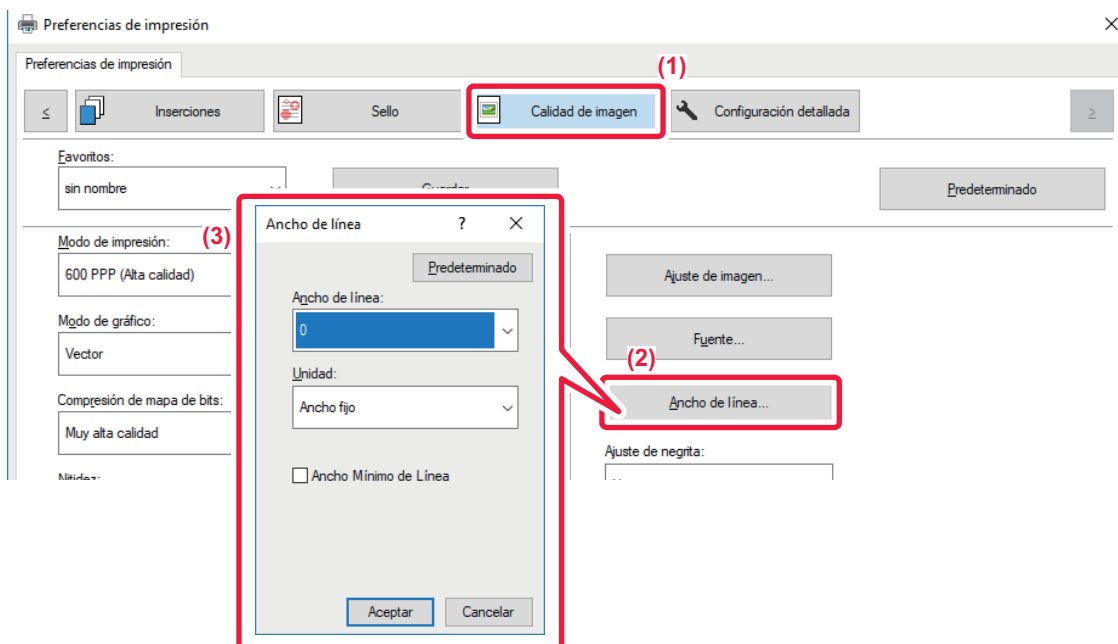 Preferencias de impresión
Preferencias de impresión
(1)
≤ Inserciones Sello Calidad de imagen Configuración detallada ≥
Favoritos:
sin nombre
Guardar...
Predeterminado
Modo de impresión:
600 PPP (Alta calidad)
Modo de gráfico:
Vector
Compresión de mapa de bits:
Muy alta calidad
Nitidez:
(3)
Ancho de línea ?
Predeterminado
Ancho de línea:
0
Unidad:
Ancho fijo
Ancho Mínimo de Línea
Aceptar Cancelar
Ajuste de imagen...
Fuente...
(2)
Ancho de línea...
Ajuste de negrita: